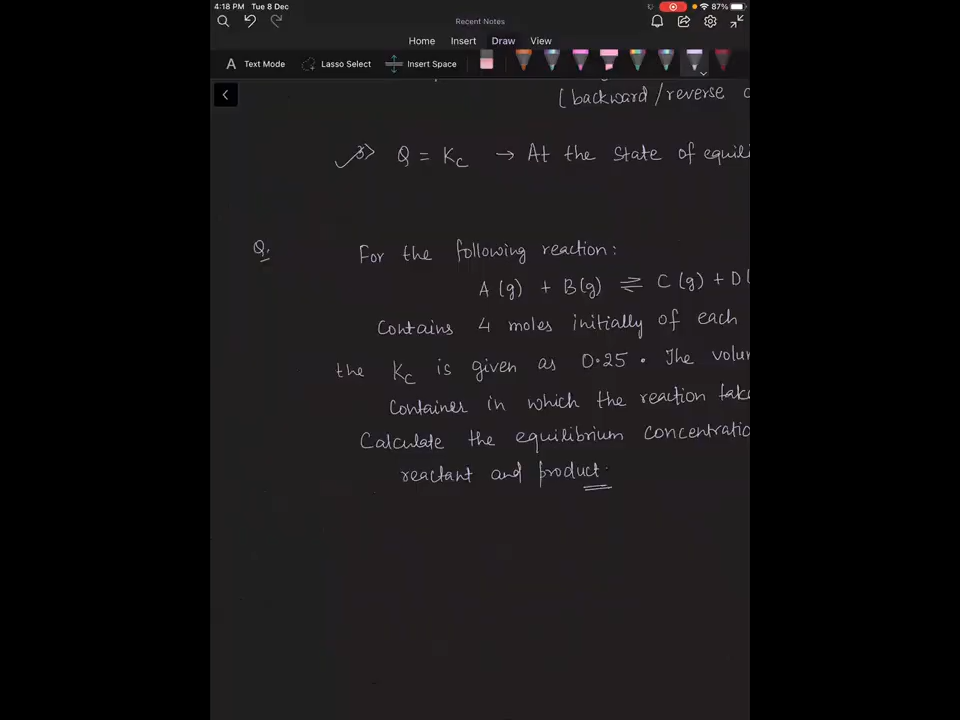 4:18 PM Tue 8 Dec
87%
Recent Notes
Home Insert Draw View
A Text Mode Lasso Select Insert Space
(backward/reverse
3> Q = Kc → At the state of equili
Q. For the following reaction:
A(g) + B(g) ⇌ C(g) + D(
Contains 4 moles initially of each
the Kc is given as 0.25. The volu
Container in which the reaction take
Calculate the equilibrium concentratio
reactant and product.